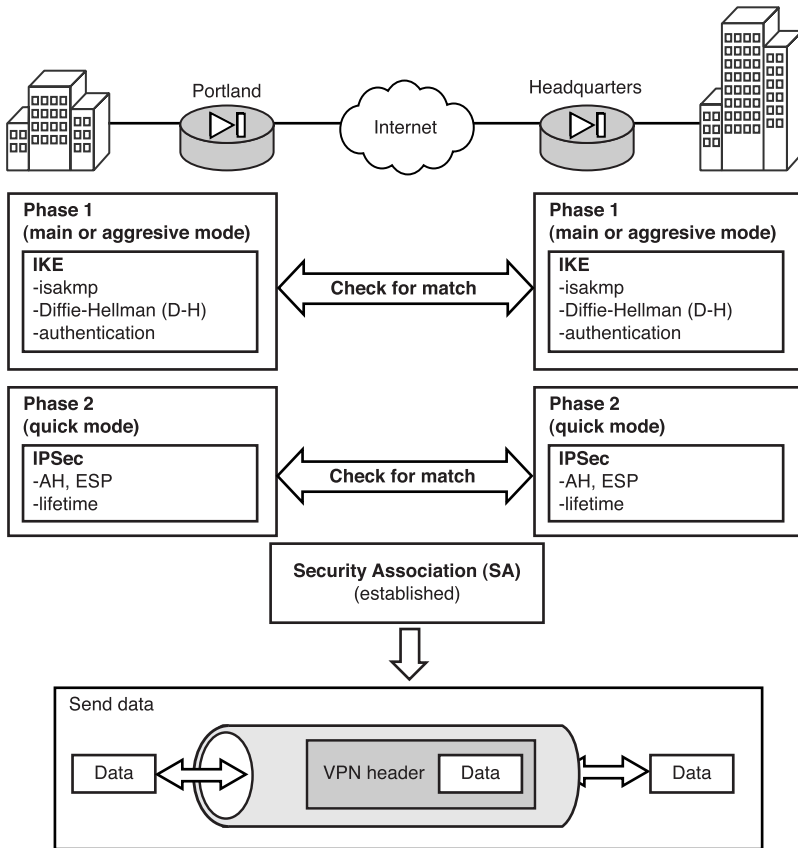 Portland
Headquarters
Internet
Phase 1
(main or aggresive mode)
IKE
-isakmp
-Diffie-Hellman (D-H)
-authentication
Check for match
Phase 1
(main or aggresive mode)
IKE
-isakmp
-Diffie-Hellman (D-H)
-authentication
Phase 2
(quick mode)
IPSec
-AH, ESP
-lifetime
Check for match
Phase 2
(quick mode)
IPSec
-AH, ESP
-lifetime
Security Association (SA)
(established)
Send data
Data
VPN header
Data
Data